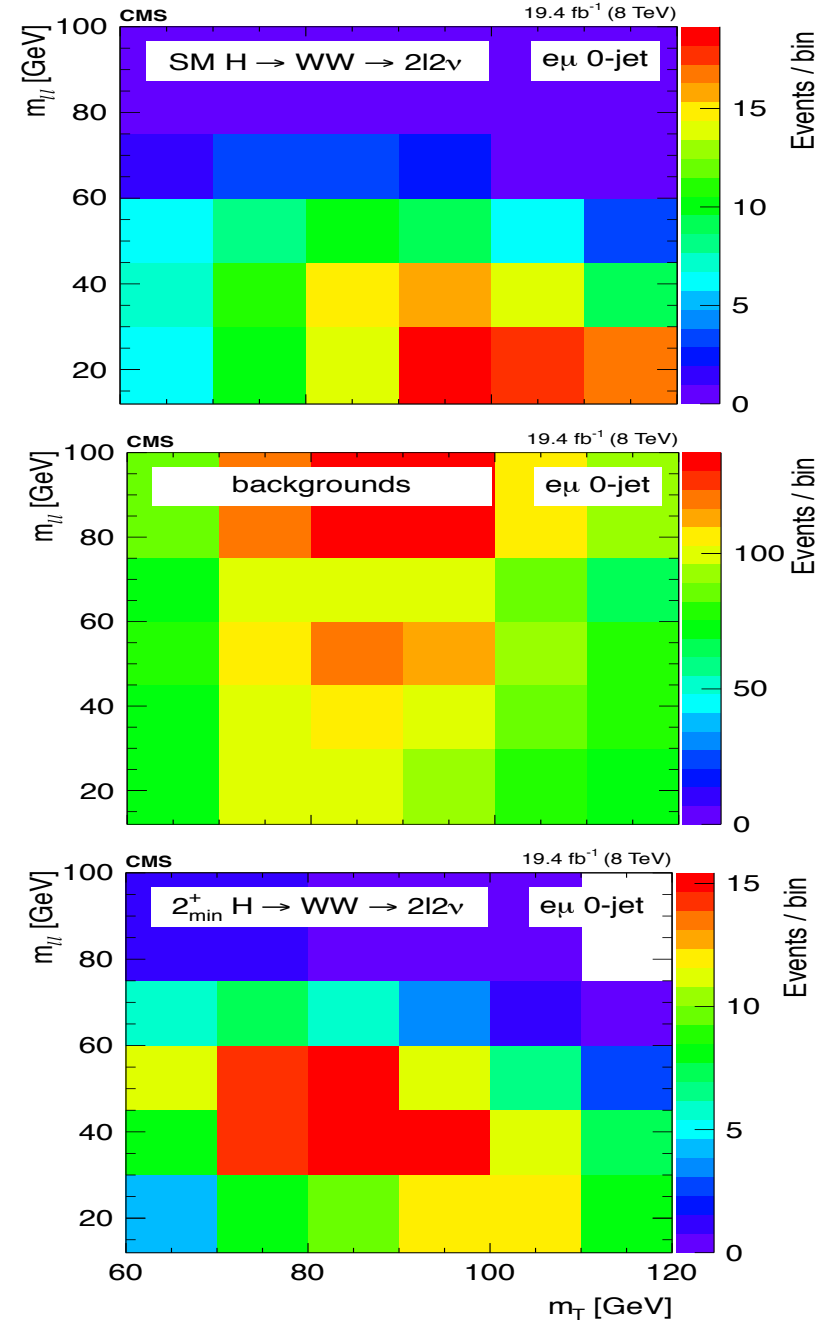 CMS 19.4 fb⁻¹ (8 TeV)
m_ll [GeV]
100
80
60
40
20
SM H → WW → 2l2ν
eμ 0-jet
15
10
5
0
Events / bin
CMS 19.4 fb⁻¹ (8 TeV)
m_ll [GeV]
100
80
60
40
20
backgrounds
eμ 0-jet
100
50
0
Events / bin
CMS 19.4 fb⁻¹ (8 TeV)
m_ll [GeV]
100
80
60
40
20
2⁺_min H → WW → 2l2ν
eμ 0-jet
15
10
5
0
Events / bin
60 80 100 120
m_T [GeV]